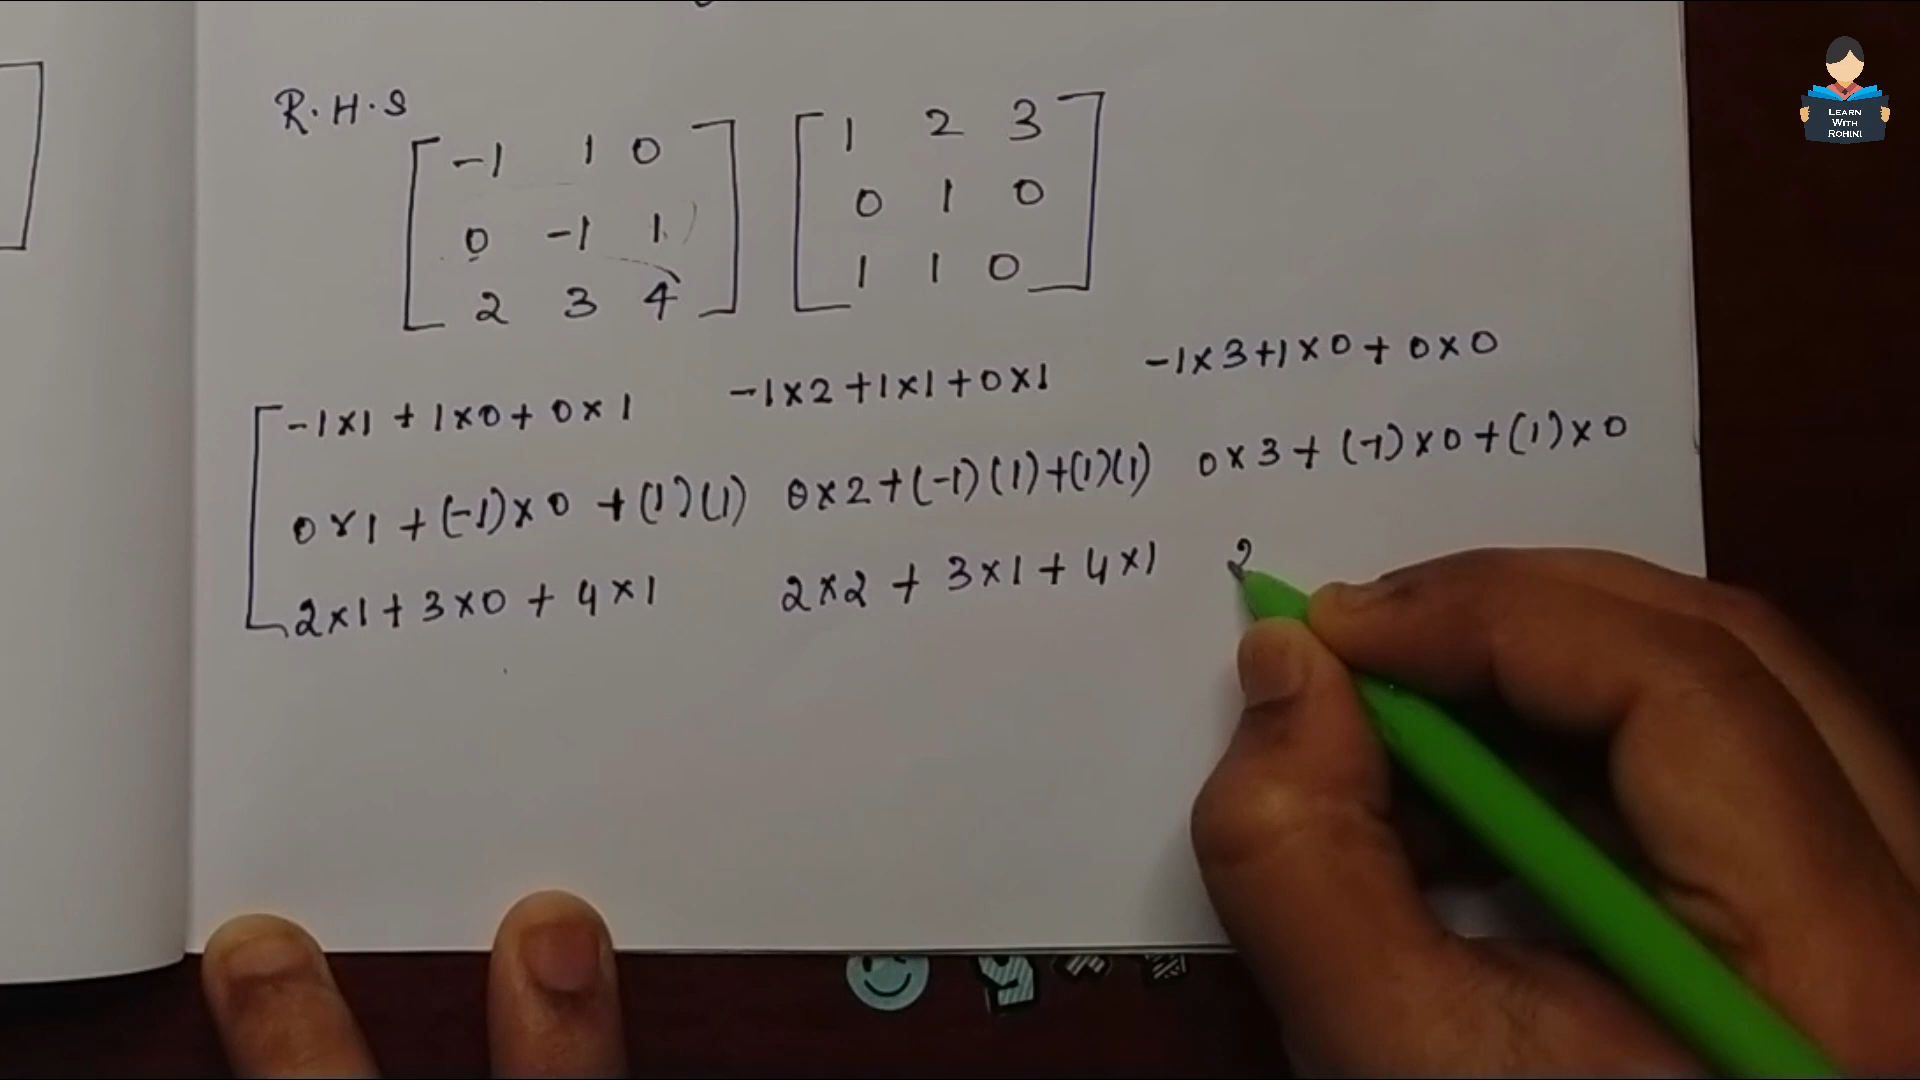 R.H.S
-1 1 0 1 2 3
0 -1 1 0 1 0
2 3 4 1 1 0
-1×1 + 1×0 + 0×1 -1×2+1×1+0×1 -1×3+1×0+0×0
0×1 + (-1)×0 + (1)(1) 0×2+(-1)(1)+(1)(1) 0×3+(-1)×0+(1)×0
2×1+3×0+4×1 2×2+3×1+4×1 2
LEARN
WITH
ROHINI